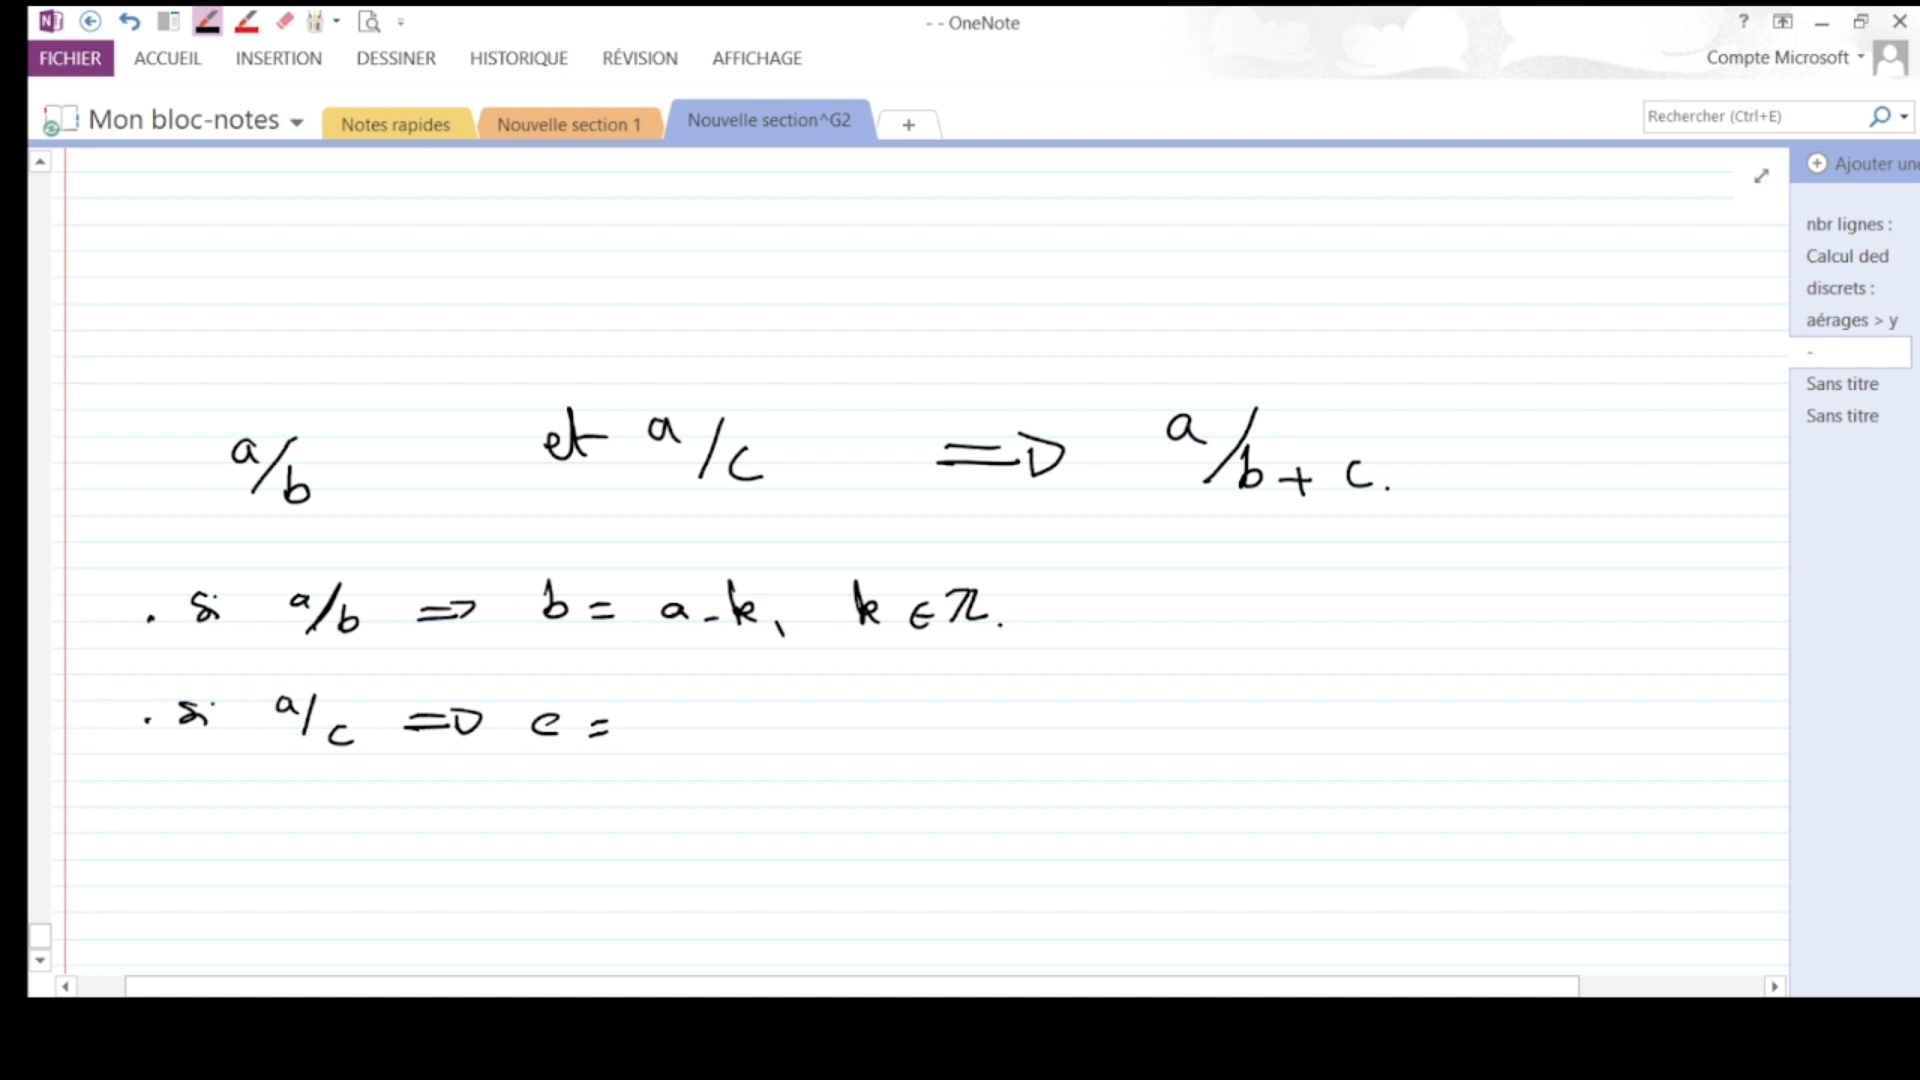 - - OneNote
?
FICHIER ACCUEIL INSERTION DESSINER HISTORIQUE RÉVISION AFFICHAGE
Compte Microsoft
Mon bloc-notes
Notes rapides
Nouvelle section 1
Nouvelle section^G2
+
Rechercher (Ctrl+E)
Ajouter une
nbr lignes :
Calcul ded
discrets :
aérages > y
-
Sans titre
Sans titre
a/b et a/c => a/b + c.
. si a/b => b = a - k, k ∈ Z.
. si a/c => c =